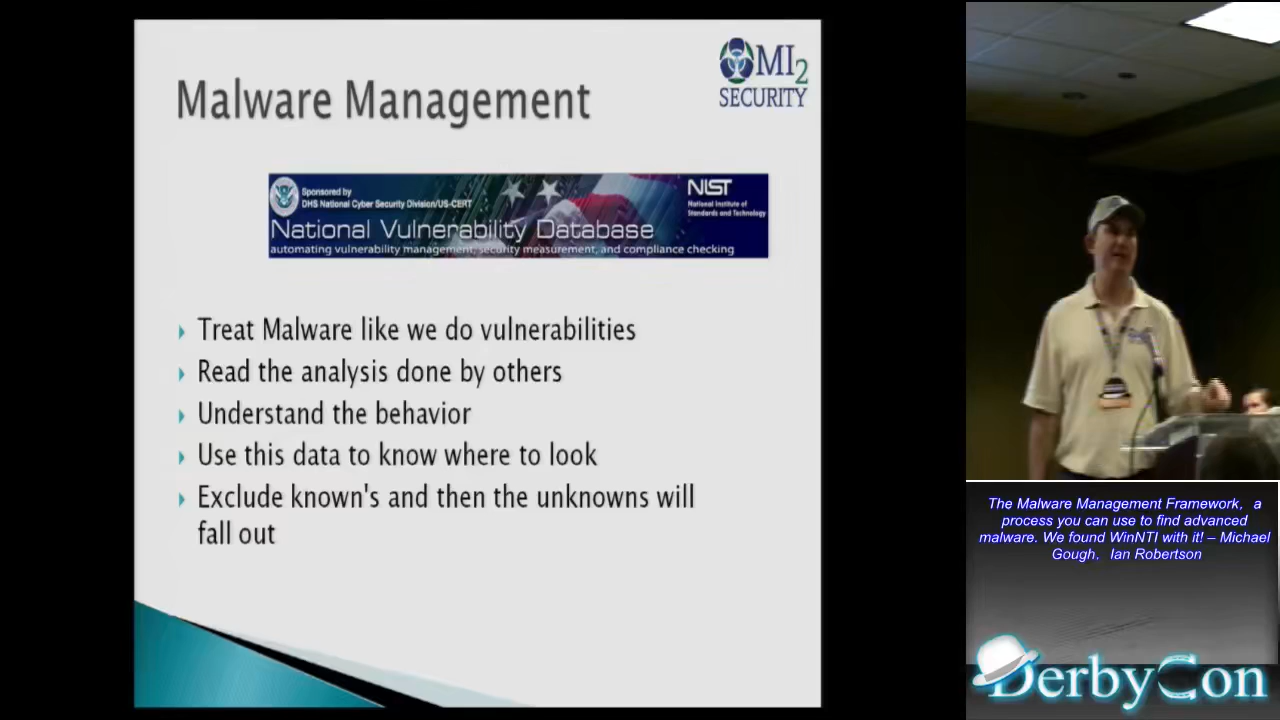 Malware Management
MI2
SECURITY
Sponsored by
DHS National Cyber Security Division/US-CERT
NIST
National Institute of
Standards and Technology
National Vulnerability Database
automating vulnerability management, security measurement, and compliance checking
Treat Malware like we do vulnerabilities
Read the analysis done by others
Understand the behavior
Use this data to know where to look
Exclude known's and then the unknowns will
fall out
The Malware Management Framework, a
process you can use to find advanced
malware. We found WinNTI with it! – Michael
Gough, Ian Robertson
DerbyCon